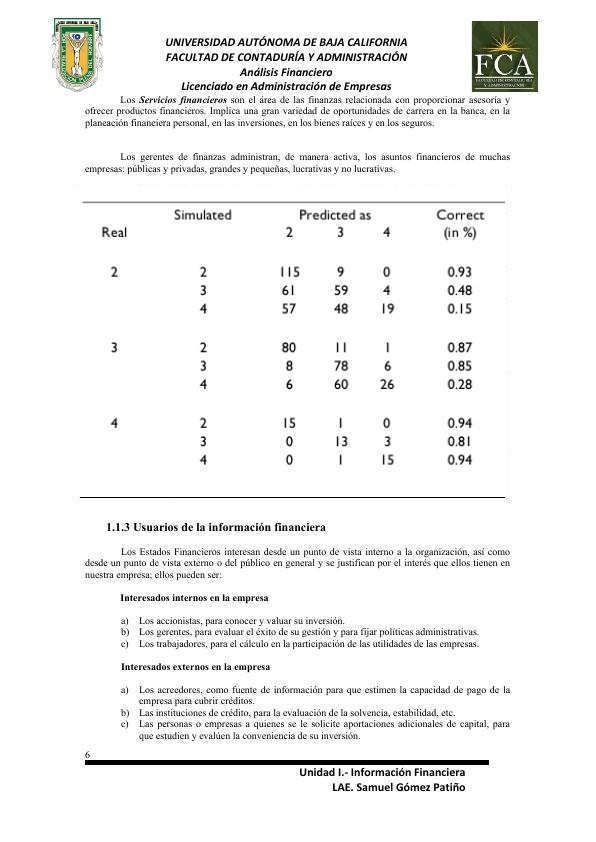 UNIVERSIDAD AUTÓNOMA DE BAJA CALIFORNIA
FACULTAD DE CONTADURÍA Y ADMINISTRACIÓN
Análisis Financiero
Licenciado en Administración de Empresas
FCA
Los Servicios financieros son el área de las finanzas relacionada con proporcionar asesoría y
ofrecer productos financieros. Implica una gran variedad de oportunidades de carrera en la banca, en la
planeación financiera personal, en las inversiones, en los bienes raíces y en los seguros.
Los gerentes de finanzas administran, de manera activa, los asuntos financieros de muchas
empresas: públicas y privadas, grandes y pequeñas, lucrativas y no lucrativas.
Simulated Predicted as Correct
Real 2 3 4 (in %)
2 2 115 9 0 0.93
3 61 59 4 0.48
4 57 48 19 0.15
3 2 80 11 1 0.87
3 8 78 6 0.85
4 6 60 26 0.28
4 2 15 1 0 0.94
3 0 13 3 0.81
4 0 1 15 0.94
1.1.3 Usuarios de la información financiera
Los Estados Financieros interesan desde un punto de vista interno a la organización, así como
desde un punto de vista externo o del público en general y se justifican por el interés que ellos tienen en
nuestra empresa; ellos pueden ser:
Interesados internos en la empresa
a) Los accionistas, para conocer y valuar su inversión.
b) Los gerentes, para evaluar el éxito de su gestión y para fijar políticas administrativas.
c) Los trabajadores, para el cálculo en la participación de las utilidades de las empresas.
Interesados externos en la empresa
a) Los acreedores, como fuente de información para que estimen la capacidad de pago de la
empresa para cubrir créditos.
b) Las instituciones de crédito, para la evaluación de la solvencia, estabilidad, etc.
c) Las personas o empresas a quienes se le solicite aportaciones adicionales de capital, para
que estudien y evalúen la conveniencia de su inversión.
6
Unidad I.- Información Financiera
LAE. Samuel Gómez Patiño